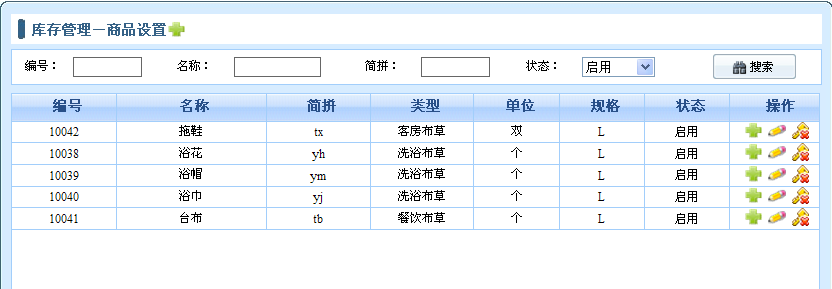 库存管理—商品设置
编号： 名称： 简拼： 状态： 启用 搜索
编号 名称 简拼 类型 单位 规格 状态 操作
10042 拖鞋 tx 客房布草 双 L 启用
10038 浴花 yh 洗浴布草 个 L 启用
10039 浴帽 ym 洗浴布草 个 L 启用
10040 浴巾 yj 洗浴布草 个 L 启用
10041 台布 tb 餐饮布草 个 L 启用